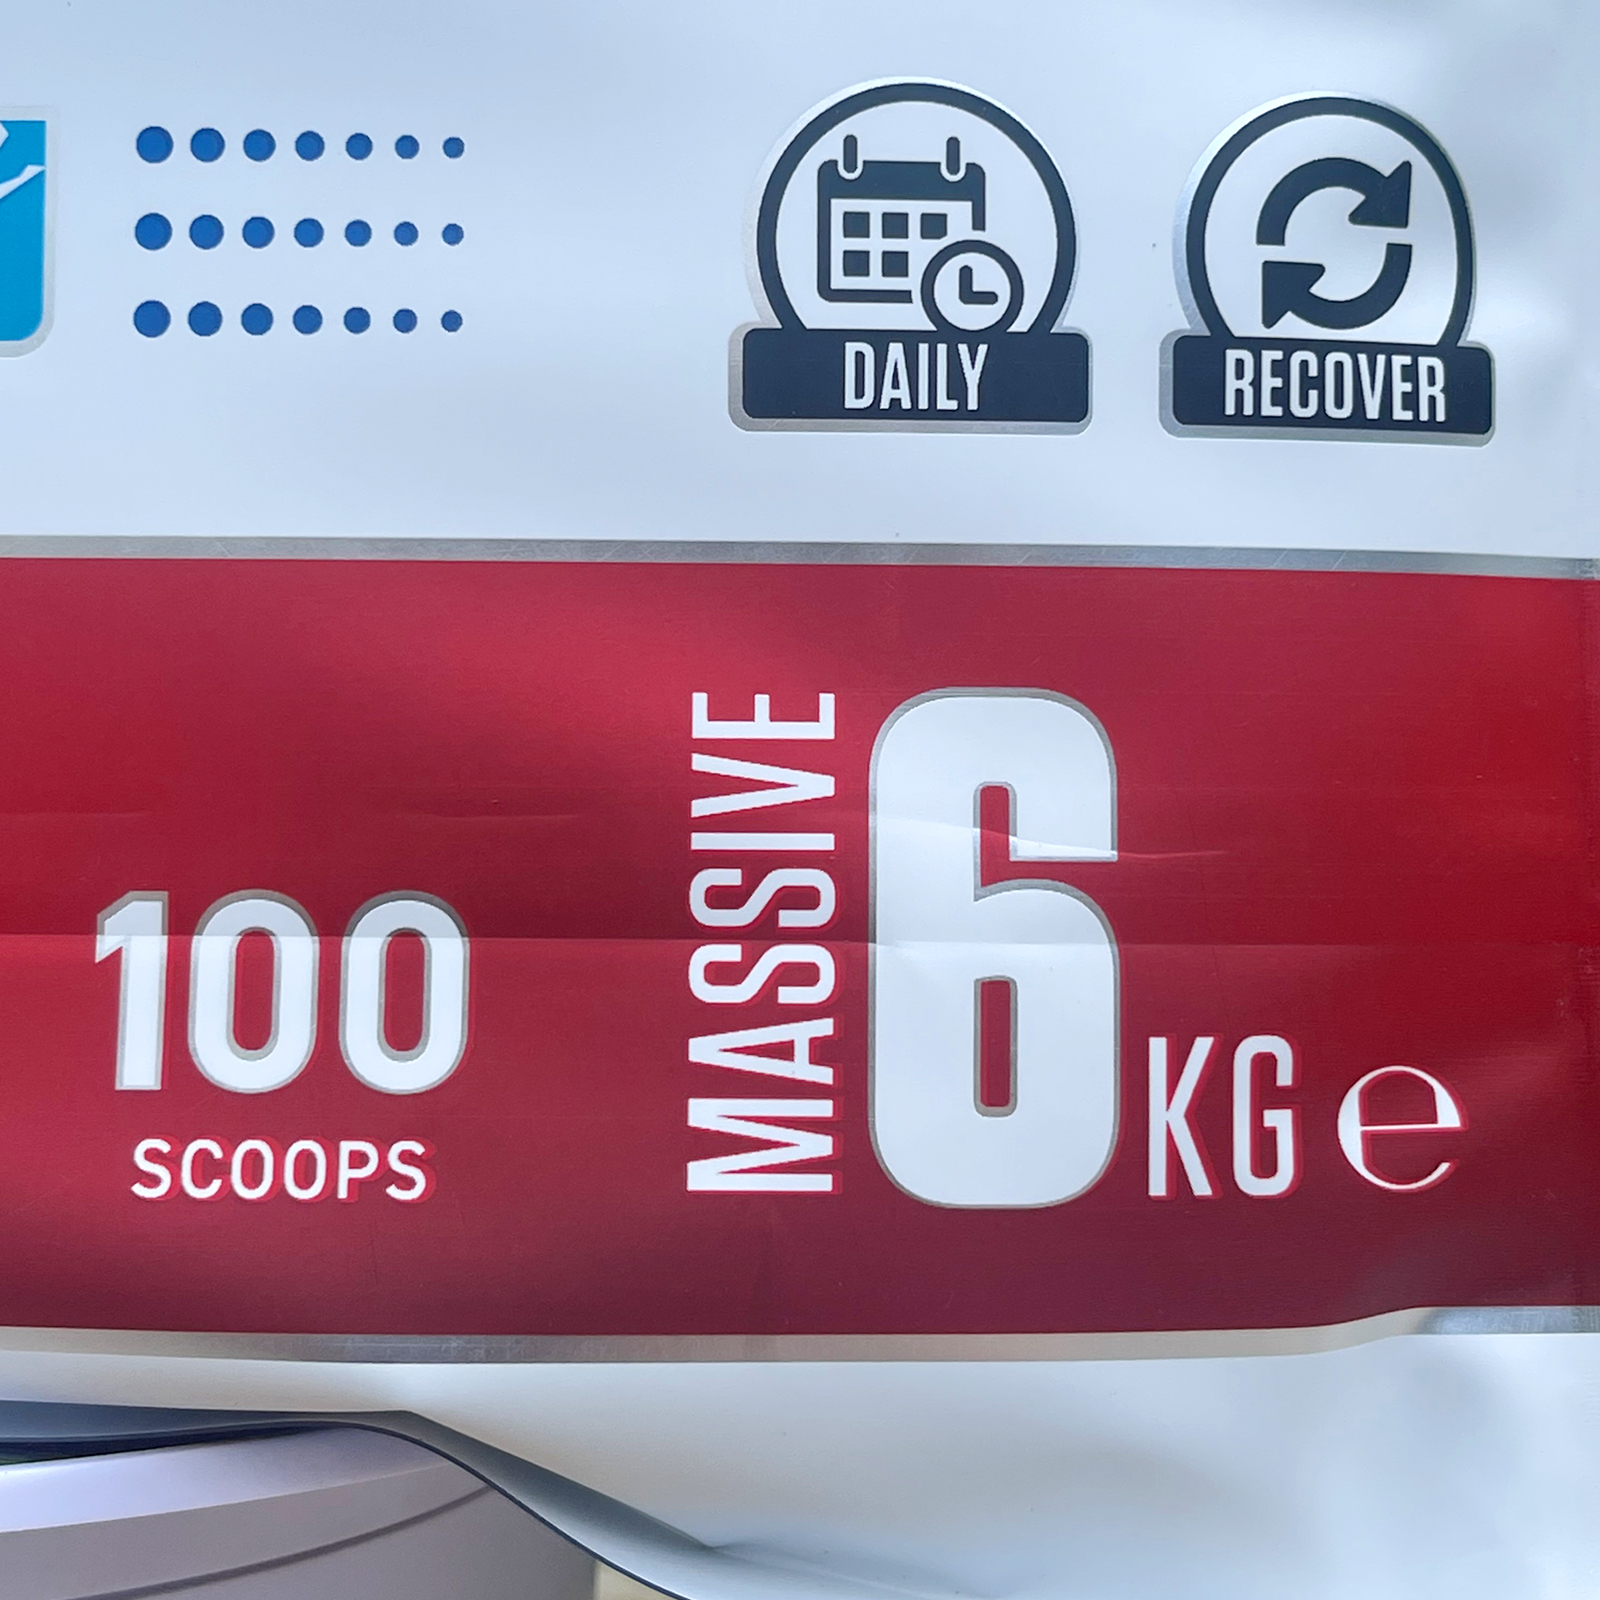 DAILY
RECOVER
100
SCOOPS
MASSIVE
6 KG ℮